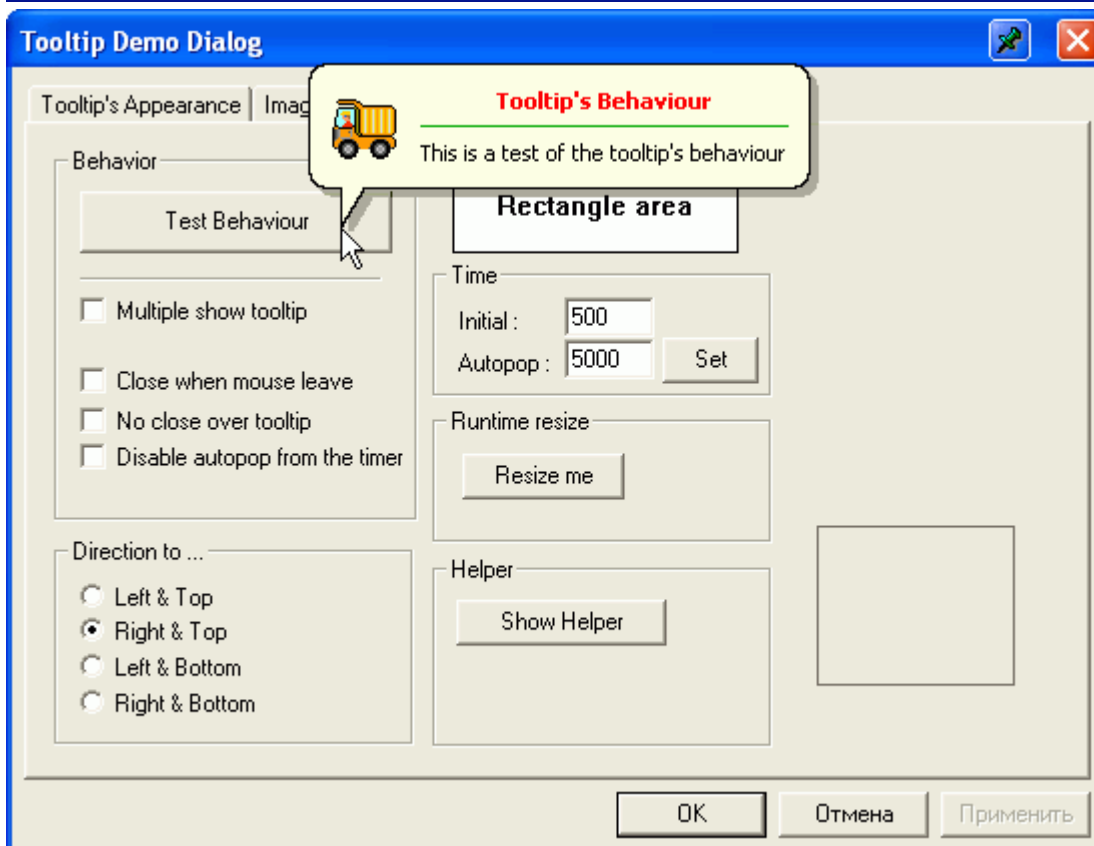 Tooltip Demo Dialog
Tooltip's Appearance
Tooltip's Behaviour
This is a test of the tooltip's behaviour
Behavior
Test Behaviour
Multiple show tooltip
Close when mouse leave
No close over tooltip
Disable autopop from the timer
Direction to ...
Left & Top
Right & Top
Left & Bottom
Right & Bottom
Rectangle area
Time
Initial : 500
Autopop : 5000 Set
Runtime resize
Resize me
Helper
Show Helper
OK Отмена Применить